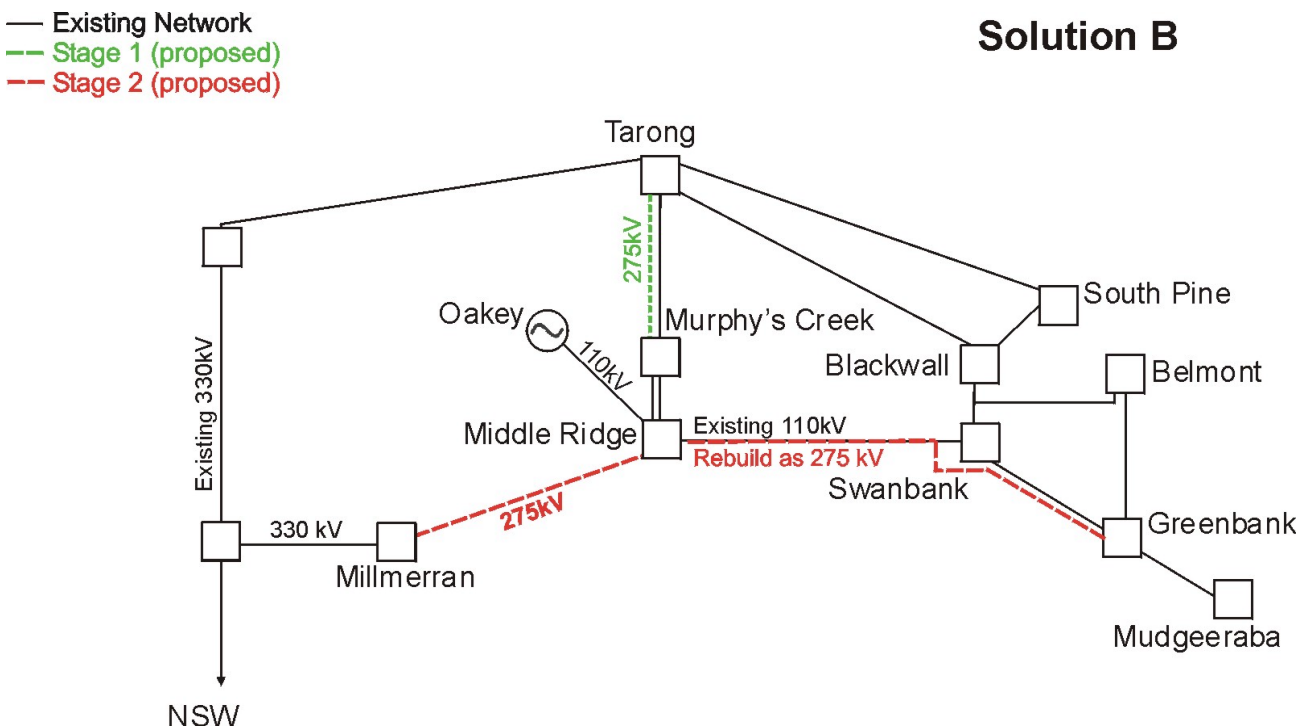 Existing Network
Stage 1 (proposed)
Stage 2 (proposed)
Solution B
Tarong
275kV
South Pine
Oakey
Murphy's Creek
110kV
Blackwall
Belmont
Existing 330kV
Middle Ridge
Existing 110kV
Rebuild as 275 kV
Swanbank
275kV
330 kV
Millmerran
Greenbank
Mudgeeraba
NSW